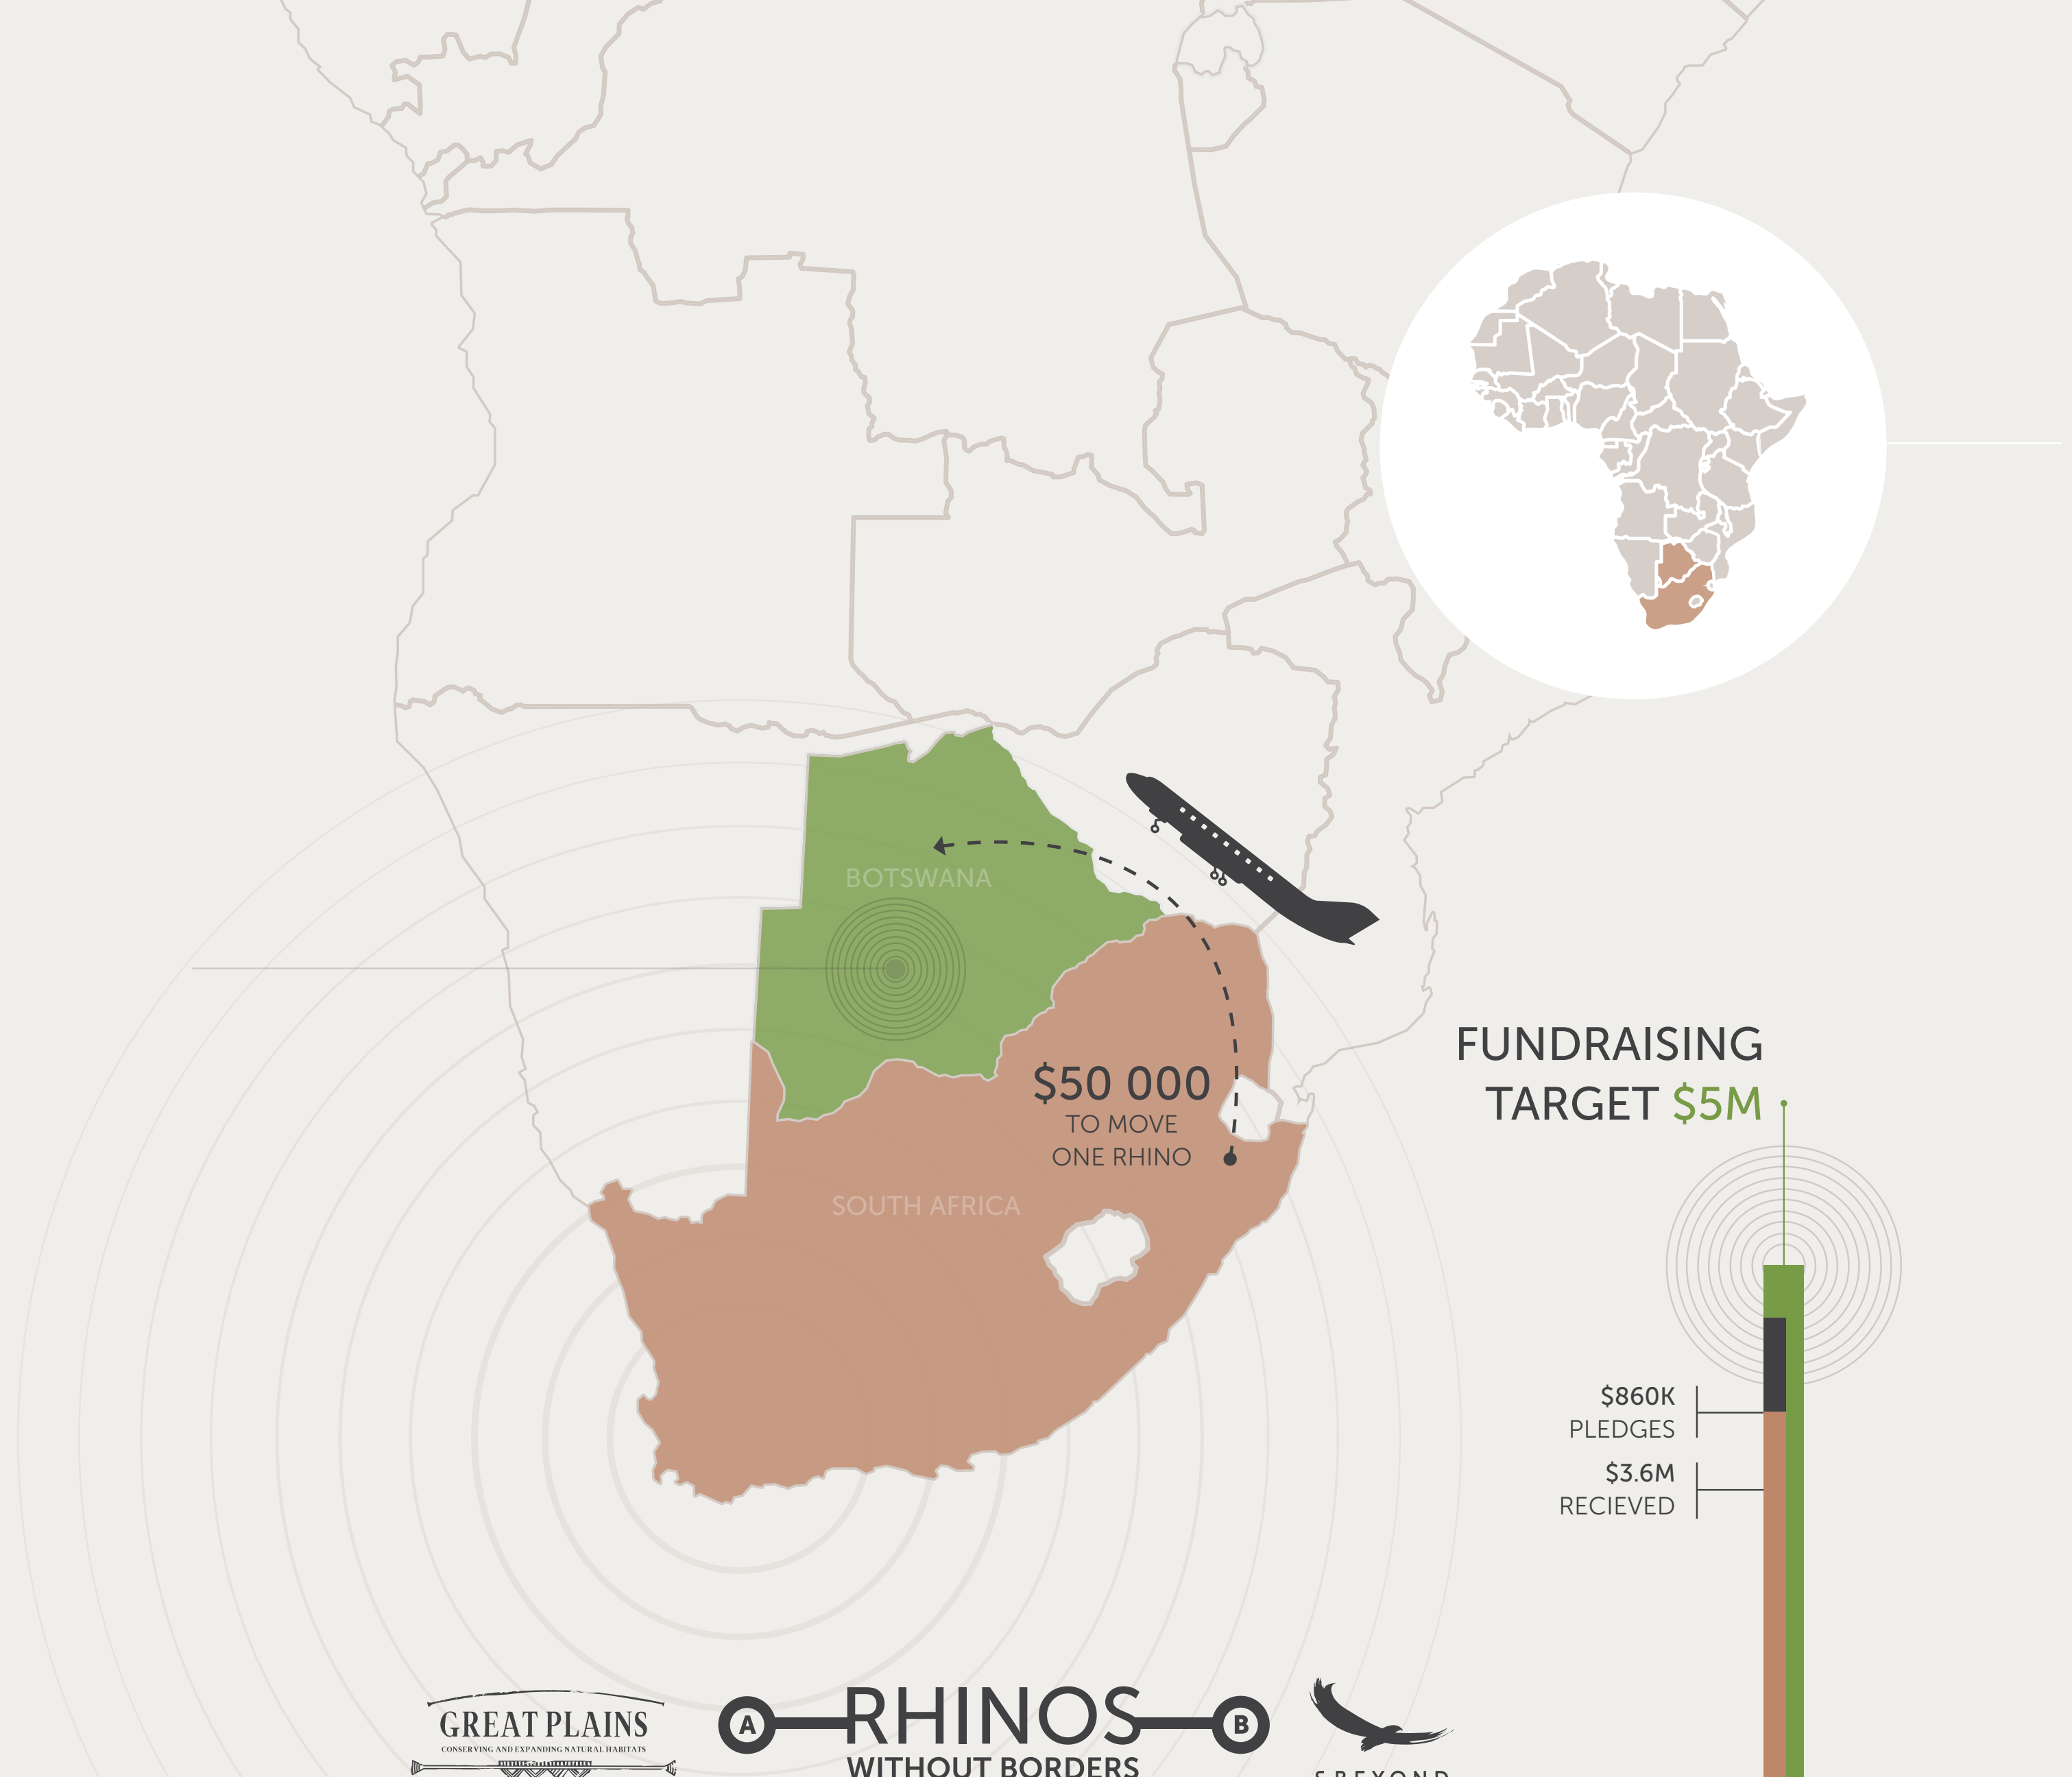 BOTSWANA
$50 000
TO MOVE
ONE RHINO
SOUTH AFRICA
FUNDRAISING
TARGET $5M
$860K
PLEDGES
$3.6M
RECIEVED
GREAT PLAINS
CONSERVING AND EXPANDING NATURAL HABITATS
A RHINOS B
WITHOUT BORDERS